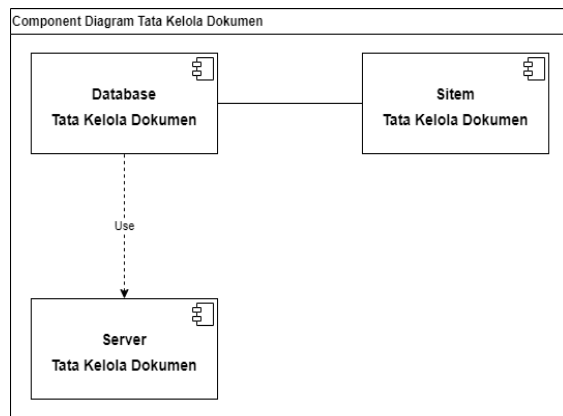 Component Diagram Tata Kelola Dokumen
Database
Tata Kelola Dokumen
Sitem
Tata Kelola Dokumen
Use
Server
Tata Kelola Dokumen